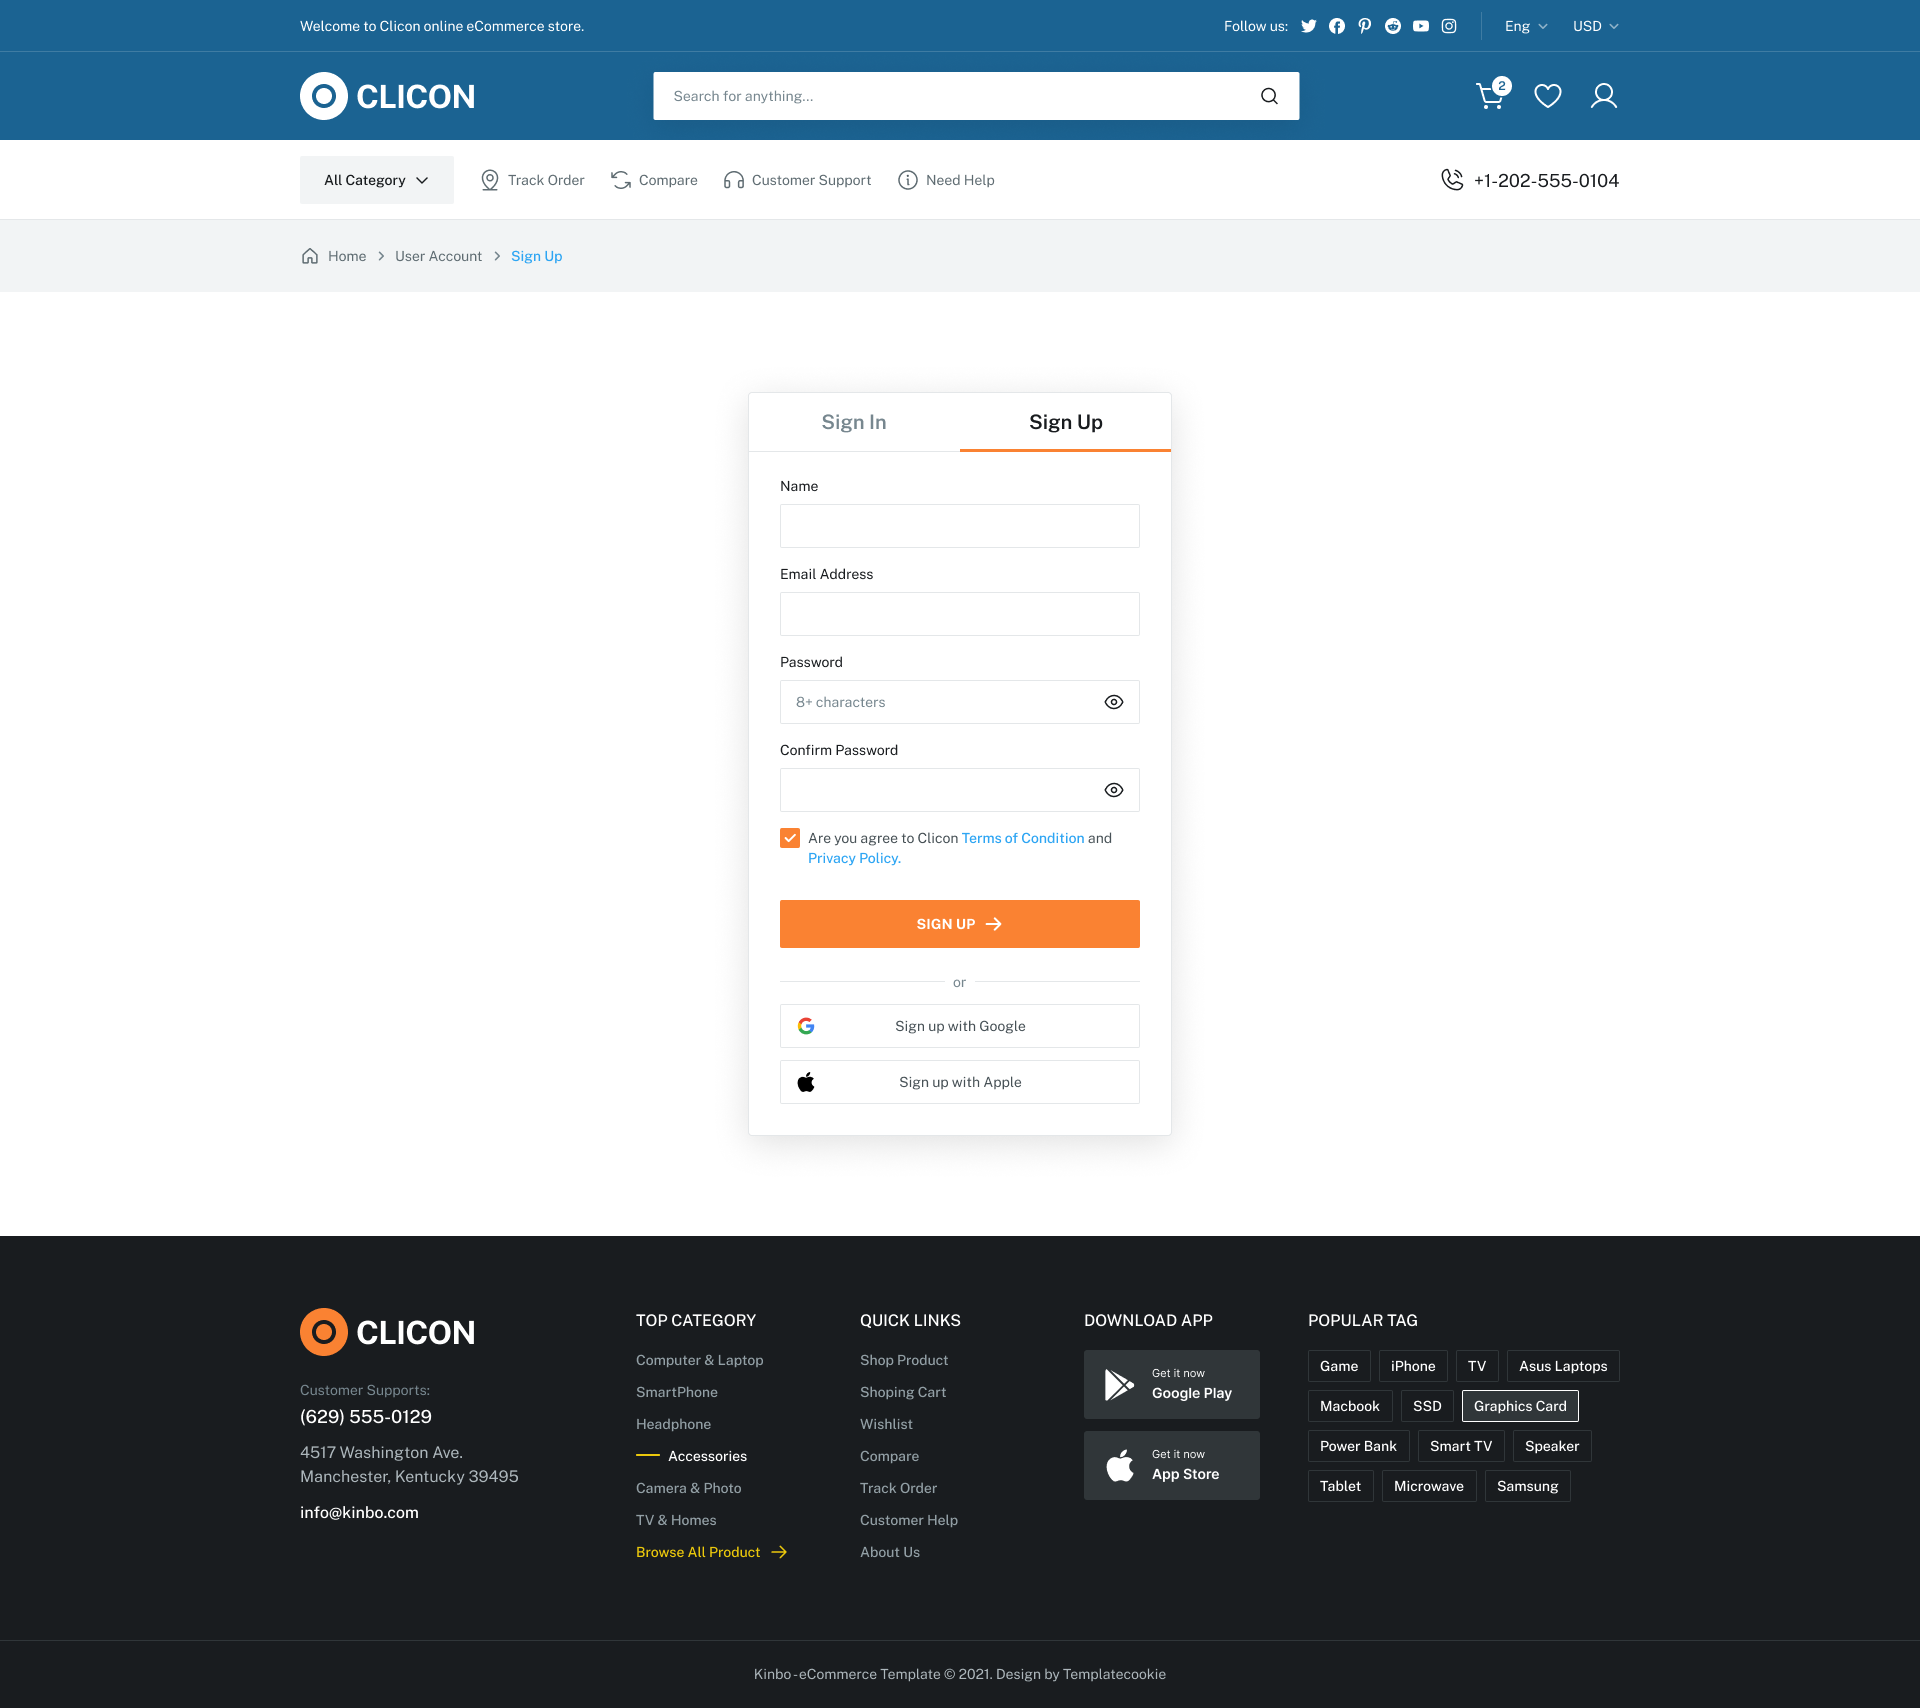 Welcome to Clicon online eCommerce store.
Follow us:
Eng
USD
CLICON
Search for anything...
2
All Category
Track Order
Compare
Customer Support
Need Help
+1-202-555-0104
Home
User Account
Sign Up
Sign In
Sign Up
Name
Email Address
Password
8+ characters
Confirm Password
Are you agree to Clicon Terms of Condition and
Privacy Policy.
SIGN UP
or
Sign up with Google
Sign up with Apple
CLICON
Customer Supports:
(629) 555-0129
4517 Washington Ave.
Manchester, Kentucky 39495
info@kinbo.com
TOP CATEGORY
Computer & Laptop
SmartPhone
Headphone
Accessories
Camera & Photo
TV & Homes
Browse All Product
QUICK LINKS
Shop Product
Shoping Cart
Wishlist
Compare
Track Order
Customer Help
About Us
DOWNLOAD APP
Get it now
Google Play
Get it now
App Store
POPULAR TAG
Game
iPhone
TV
Asus Laptops
Macbook
SSD
Graphics Card
Power Bank
Smart TV
Speaker
Tablet
Microwave
Samsung
Kinbo - eCommerce Template © 2021. Design by Templatecookie